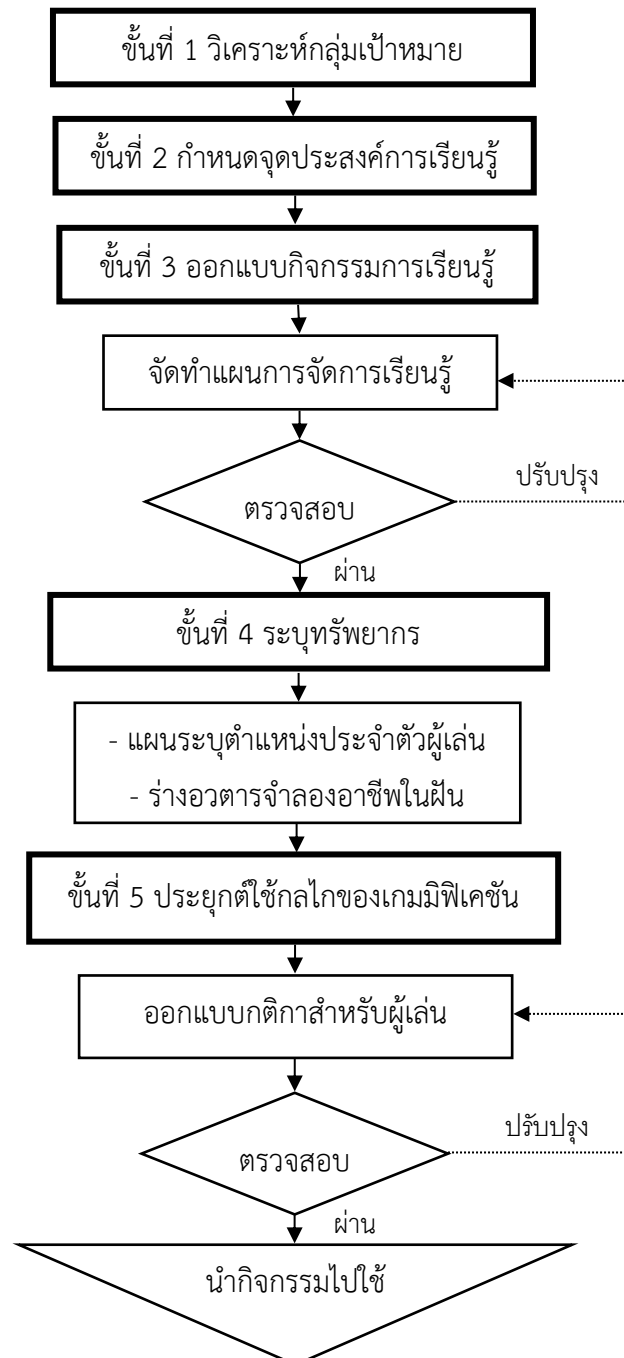 ขั้นที่ 1 วิเคราะห์กลุ่มเป้าหมาย
ขั้นที่ 2 กำหนดจุดประสงค์การเรียนรู้
ขั้นที่ 3 ออกแบบกิจกรรมการเรียนรู้
จัดทำแผนการจัดการเรียนรู้
ปรับปรุง
ตรวจสอบ
ผ่าน
ขั้นที่ 4 ระบุทรัพยากร
- แผนระบุตำแหน่งประจำตัวผู้เล่น
- ร่างอวตารจำลองอาชีพในฝัน
ขั้นที่ 5 ประยุกต์ใช้กลไกของเกมมิฟิเคชัน
ออกแบบกติกาสำหรับผู้เล่น
ปรับปรุง
ตรวจสอบ
ผ่าน
นำกิจกรรมไปใช้